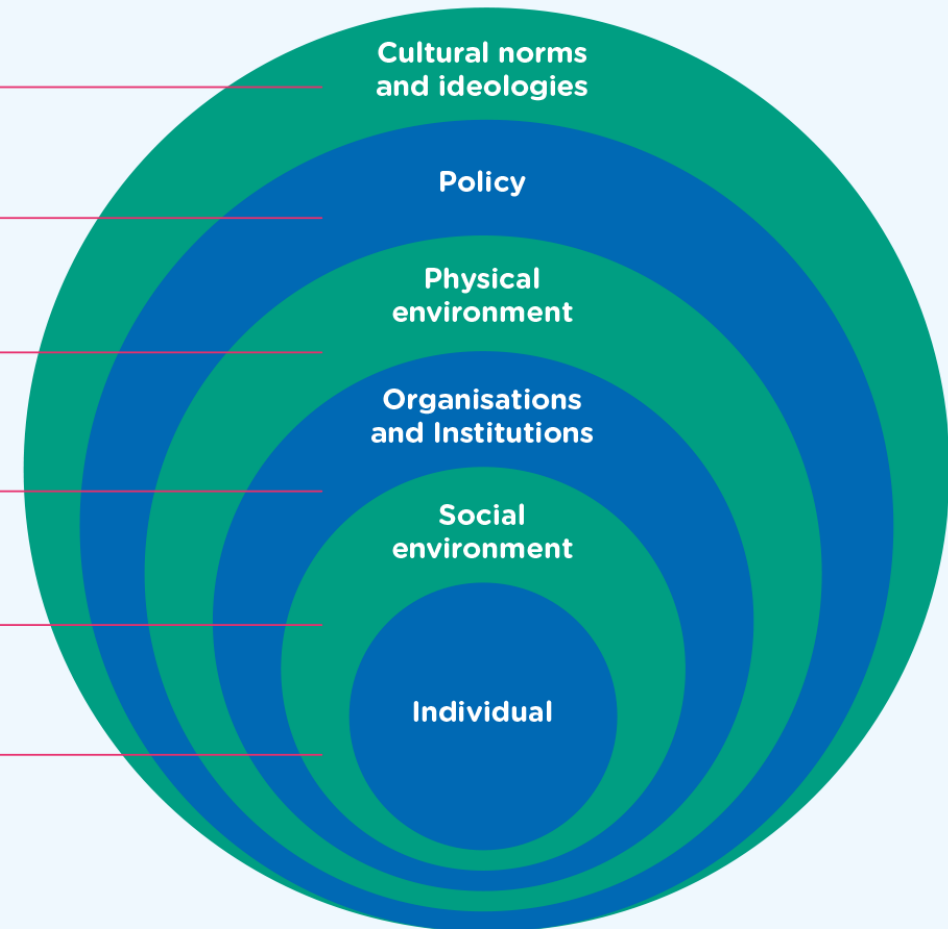 Cultural norms
and ideologies
Policy
Physical
environment
Organisations
and Institutions
Social
environment
Individual